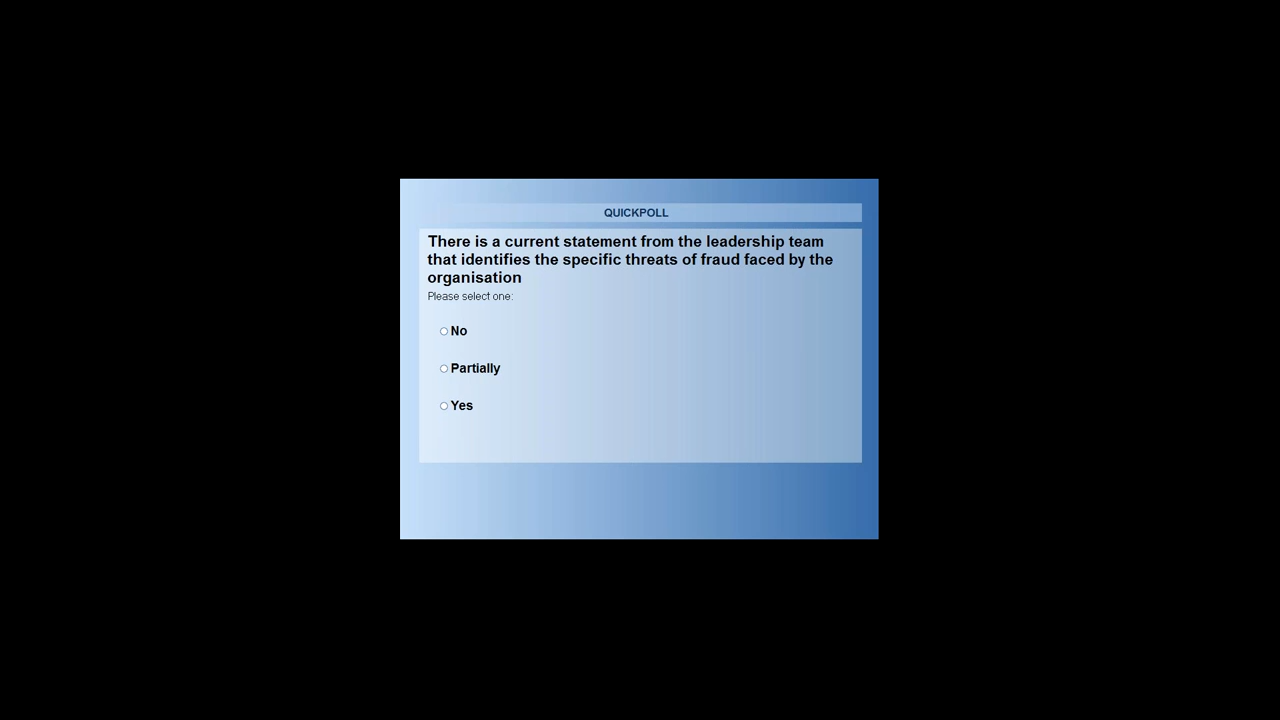 QUICKPOLL
There is a current statement from the leadership team
that identifies the specific threats of fraud faced by the
organisation
Please select one:
No
Partially
Yes